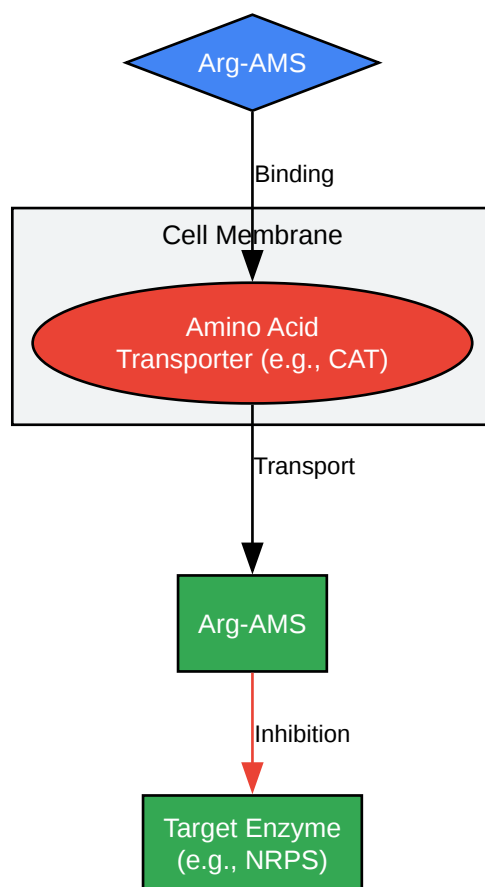 Arg-AMS
Binding
Cell Membrane
Amino Acid
Transporter (e.g., CAT)
Transport
Arg-AMS
Inhibition
Target Enzyme
(e.g., NRPS)